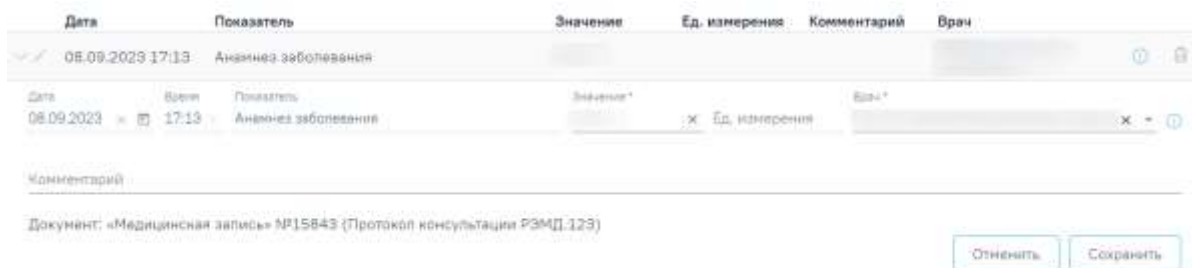 Дата Показатель Значение Ед. измерения Комментарий Врач
08.09.2023 17:13 Анамнез заболевания
Дата Время Показатель Значение* Врач*
08.09.2023 17:13 Анамнез заболевания Ед. измерения
Комментарий
Документ: «Медицинская запись» №15843 (Протокол консультации РЭМД.123)
Отменить Сохранить